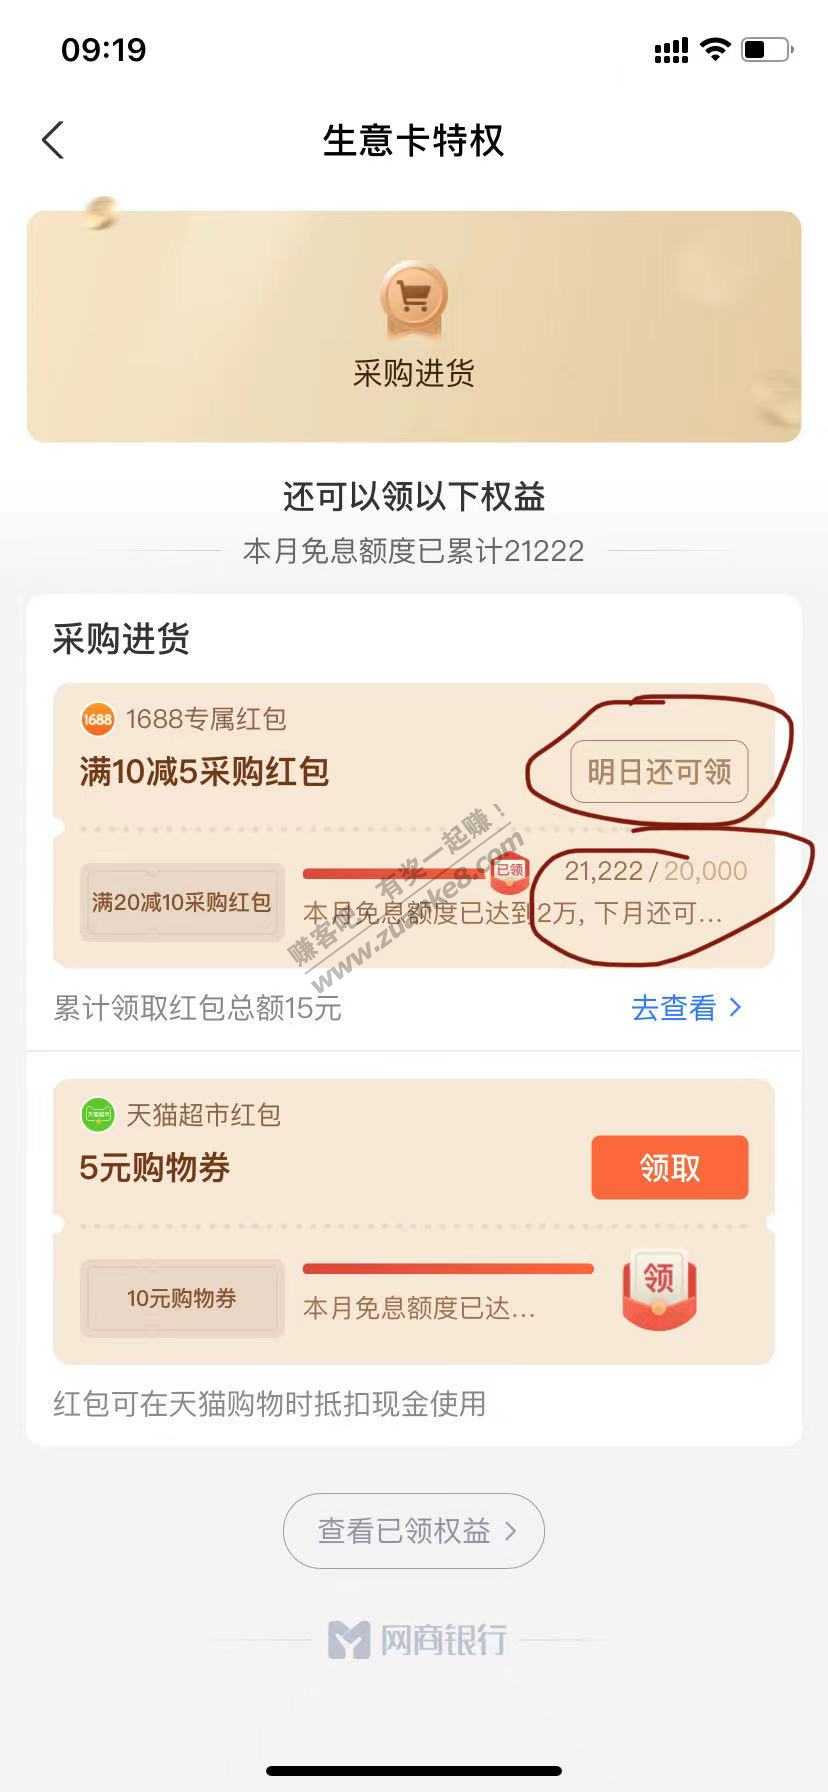 09:19
生意卡特权
采购进货
还可以领以下权益
本月免息额度已累计21222
采购进货
1688 1688专属红包
满10减5采购红包
明日还可领
满20减10采购红包
已领
21,222 / 20,000
本月免息额度已达到2万, 下月还可...
赚客吧,有奖一起赚!
www.zuanke8.com
累计领取红包总额15元
去查看
天猫超市红包
5元购物券
领取
10元购物券
本月免息额度已达...
领
红包可在天猫购物时抵扣现金使用
查看已领权益
网商银行